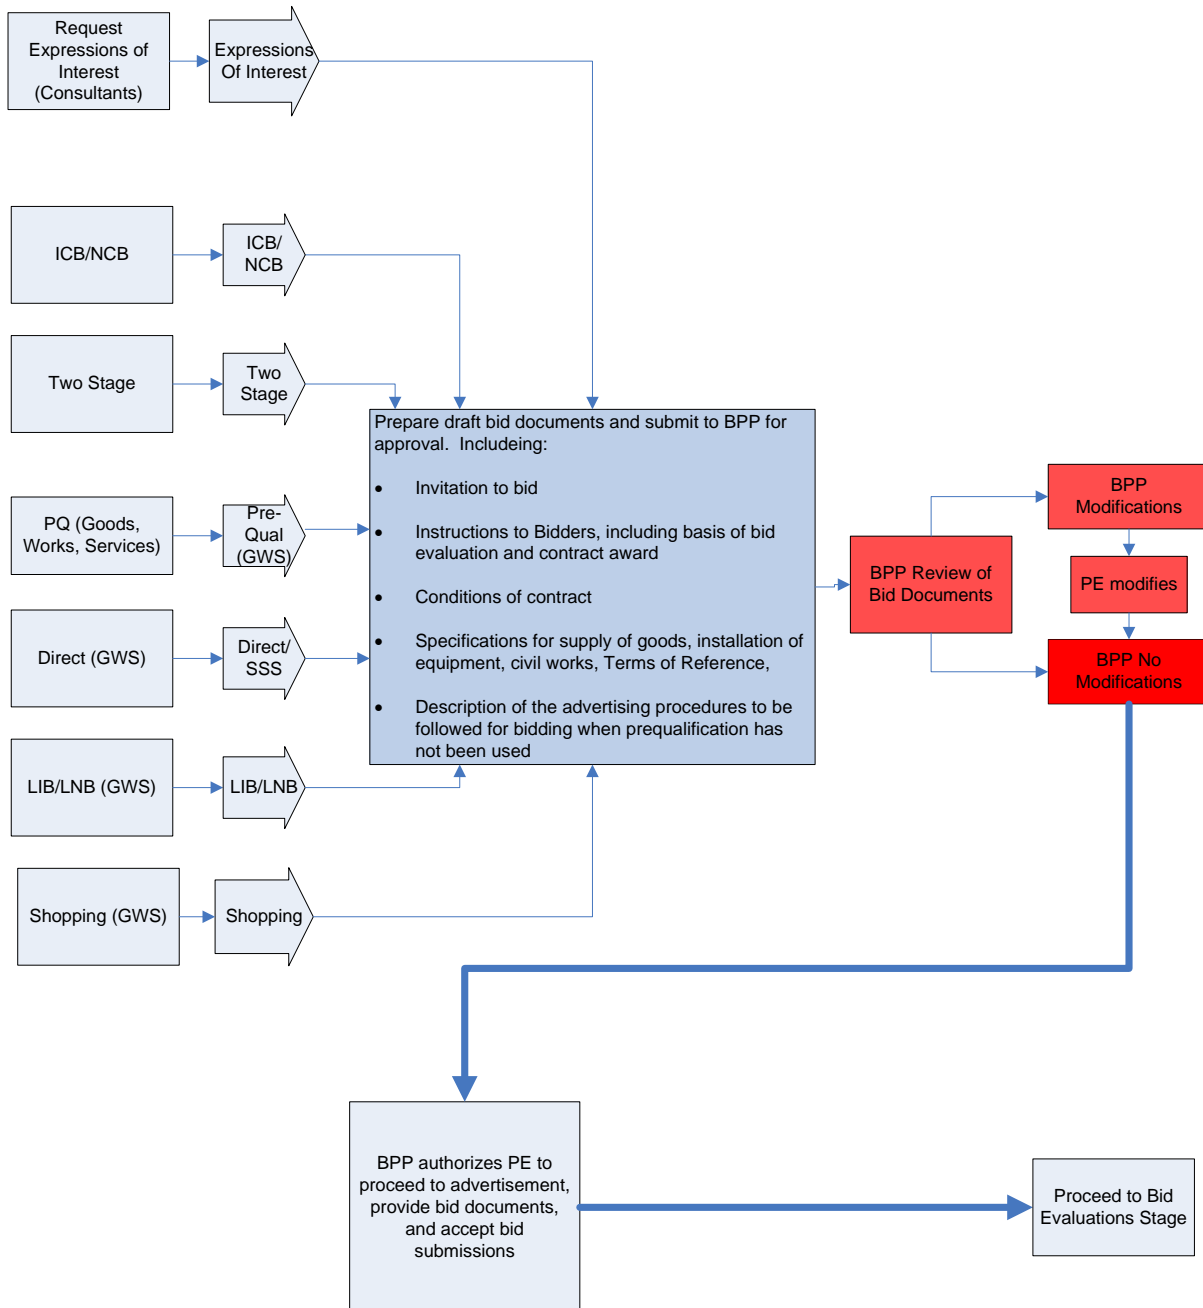 Request
Expressions of
Interest
(Consultants)
Expressions
Of Interest
ICB/NCB
ICB/
NCB
Two Stage
Two
Stage
PQ (Goods,
Works, Services)
Pre-
Qual
(GWS)
Direct (GWS)
Direct/
SSS
LIB/LNB (GWS)
LIB/LNB
Shopping (GWS)
Shopping
Prepare draft bid documents and submit to BPP for
approval.  Includeing:
• Invitation to bid
• Instructions to Bidders, including basis of bid
evaluation and contract award
• Conditions of contract
• Specifications for supply of goods, installation of
equipment, civil works, Terms of Reference,
• Description of the advertising procedures to be
followed for bidding when prequalification has
not been used
BPP Review of
Bid Documents
BPP
Modifications
PE modifies
BPP No
Modifications
BPP authorizes PE to
proceed to advertisement,
provide bid documents,
and accept bid
submissions
Proceed to Bid
Evaluations Stage